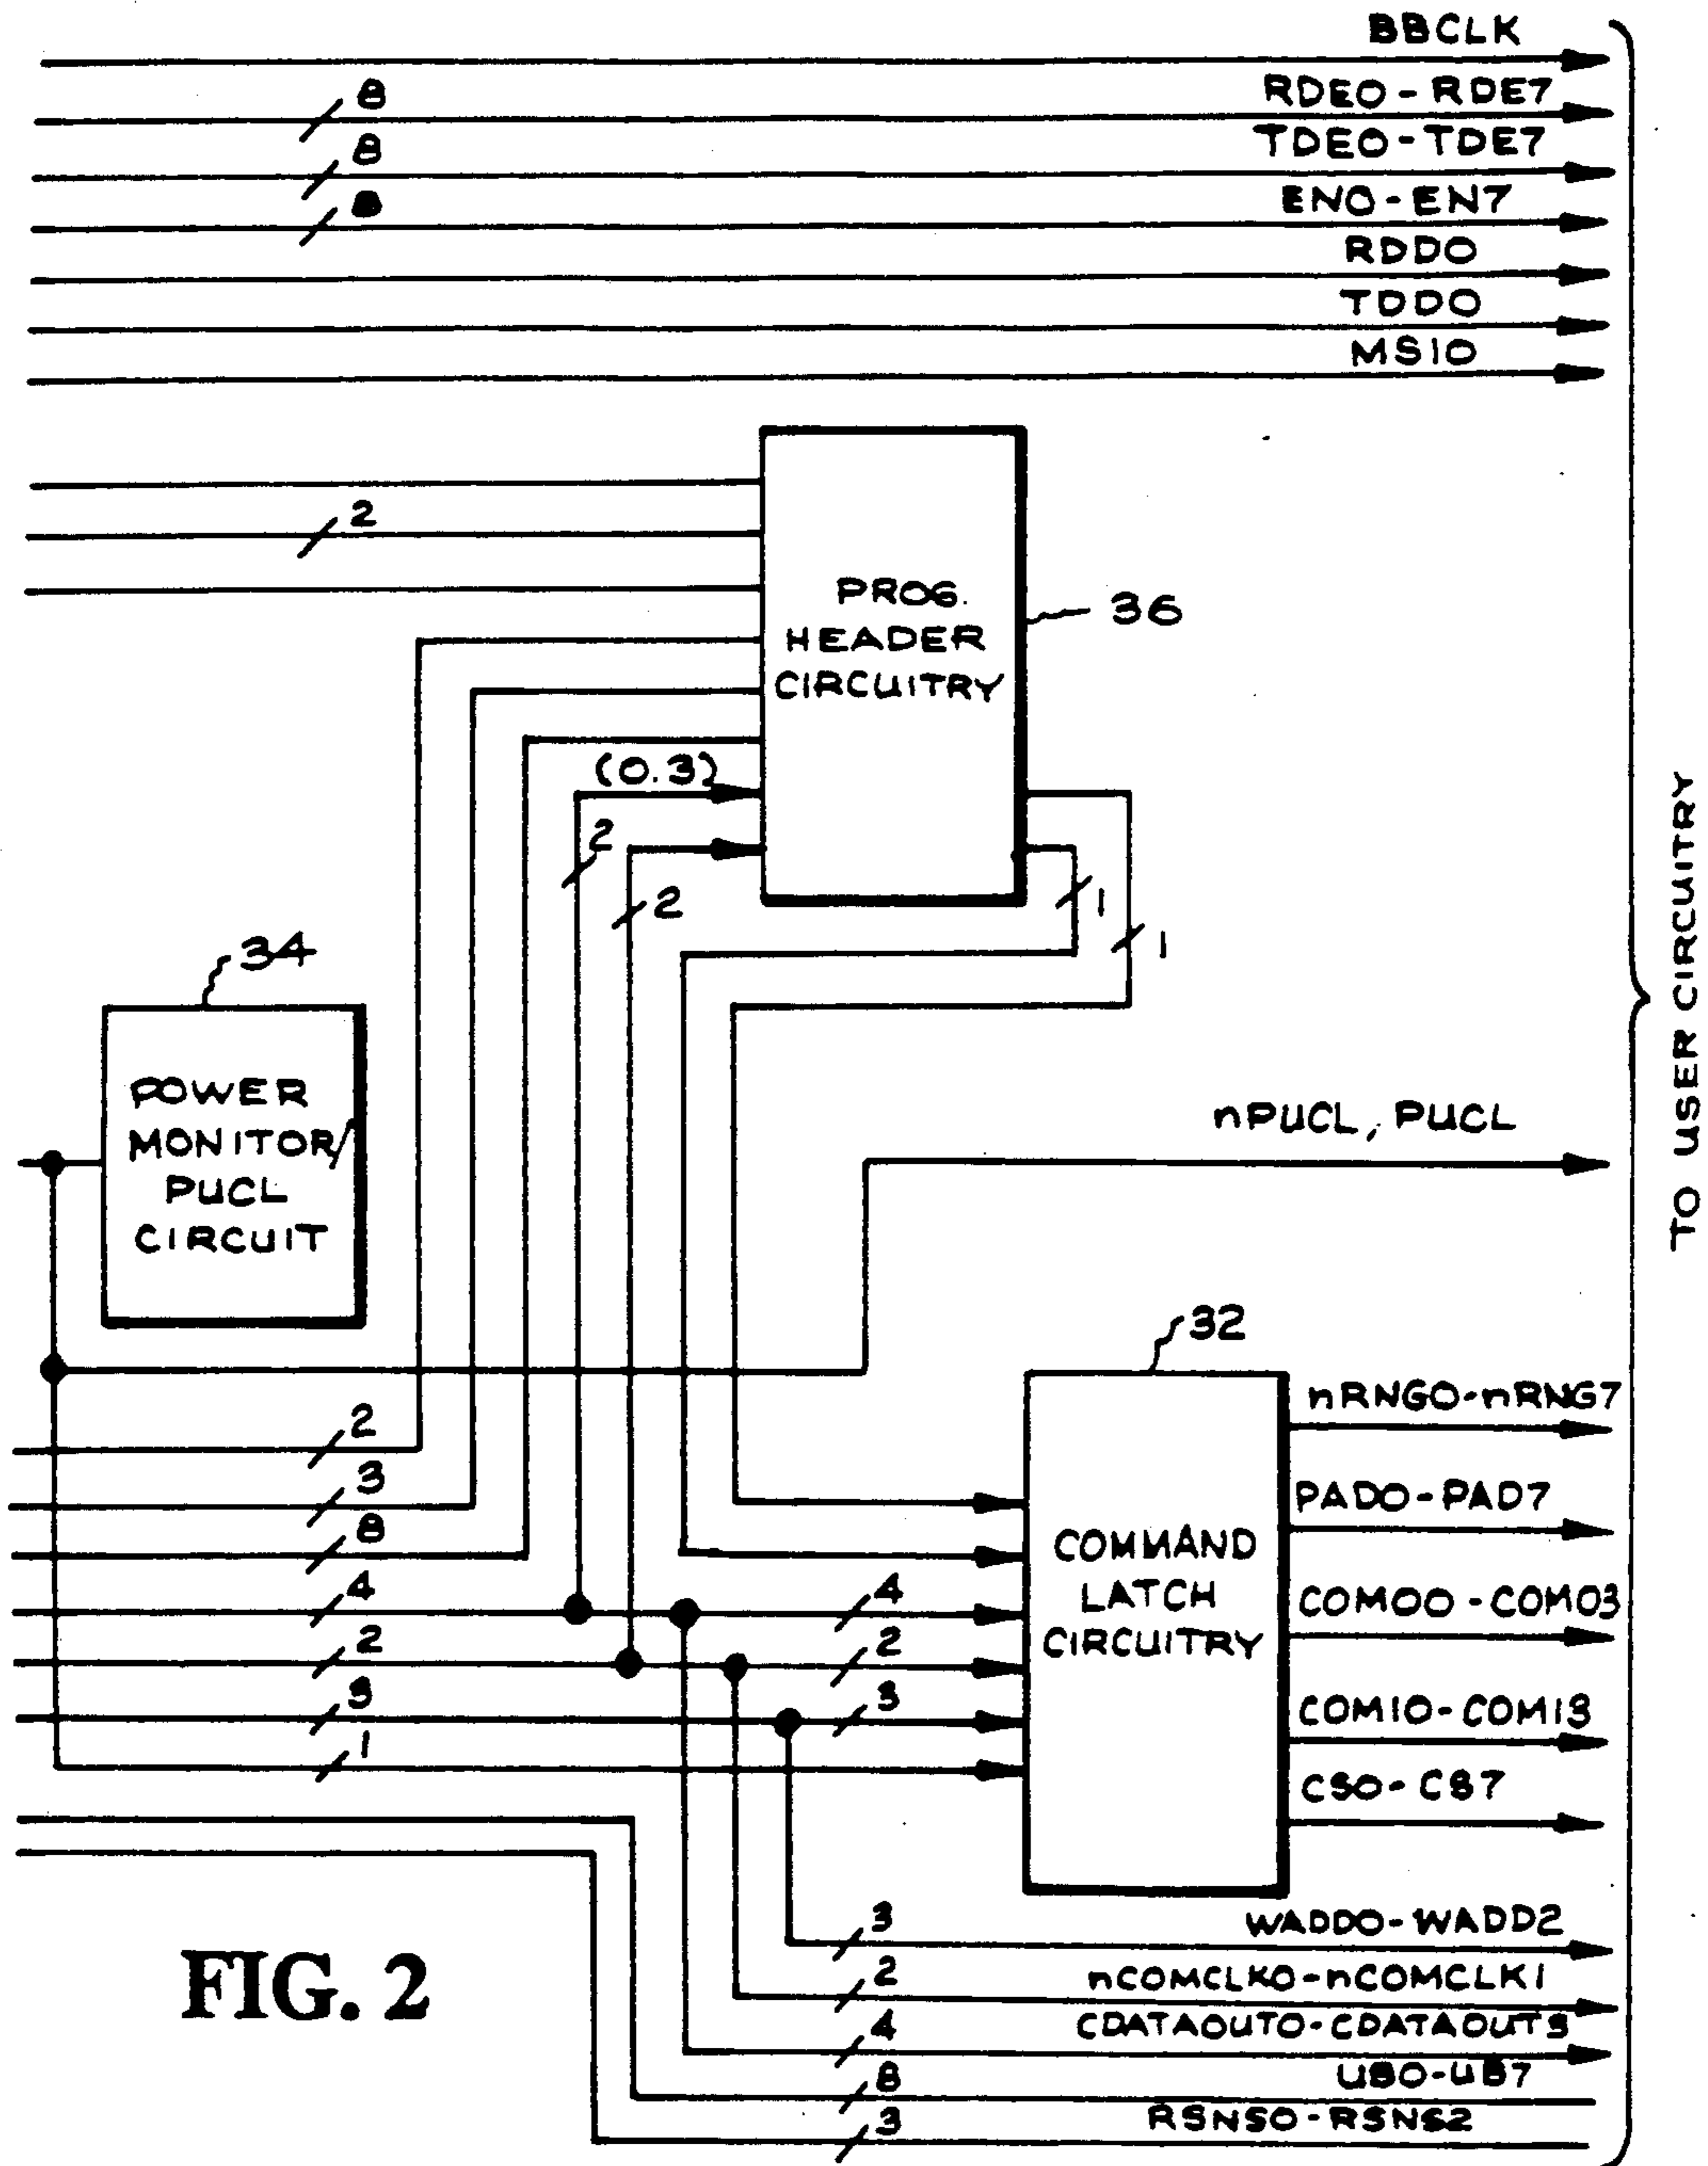 BBCLK
8
RDE0 - RDE7
8
TDE0 - TDE7
8
EN0 - EN7
RDD0
TDD0
MSI0
2
PROG.
HEADER
CIRCUITRY
36
(0.3)
2
2
1
1
34
POWER
MONITOR/
PUCL
CIRCUIT
nPUCL, PUCL
TO USER CIRCUITRY
32
COMMAND
LATCH
CIRCUITRY
nRNG0-nRNG7
PAD0-PAD7
COM00 - COM03
COM10-COM13
CS0- CS7
2
3
8
4
4
2
2
3
3
1
3
WADD0-WADD2
2
nCOMCLK0-nCOMCLK1
4
CDATAOUT0-CDATAOUT3
8
UB0-UB7
3
RSNS0-RSNS2
FIG. 2